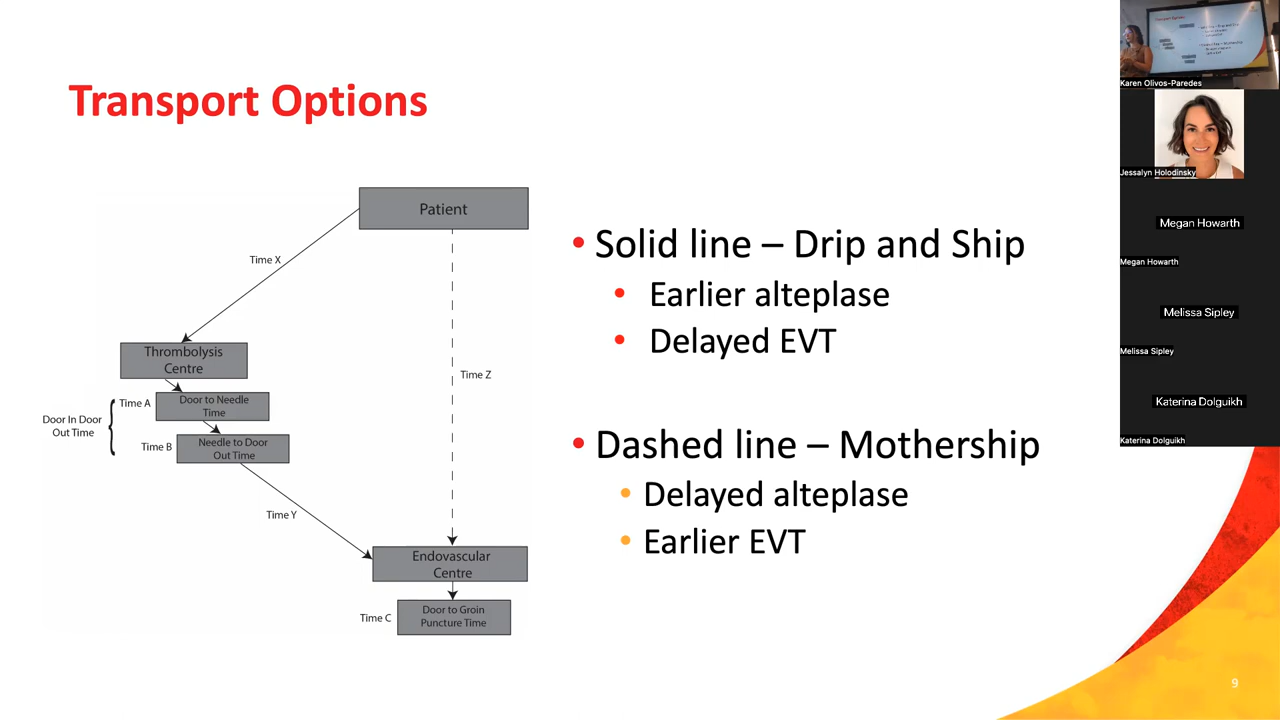 Transport Options
Patient
Time X
Thrombolysis
Centre
Time A
Door to Needle
Time
Door In Door
Out Time
Time B
Needle to Door
Out Time
Time Y
Time Z
Endovascular
Centre
Time C
Door to Groin
Puncture Time
• Solid line – Drip and Ship
• Earlier alteplase
• Delayed EVT
• Dashed line – Mothership
• Delayed alteplase
• Earlier EVT
9
Transport Options
Karen Olivos-Paredes
Jessalyn Holodinsky
Megan Howarth
Megan Howarth
Melissa Sipley
Melissa Sipley
Katerina Dolguikh
Katerina Dolguikh